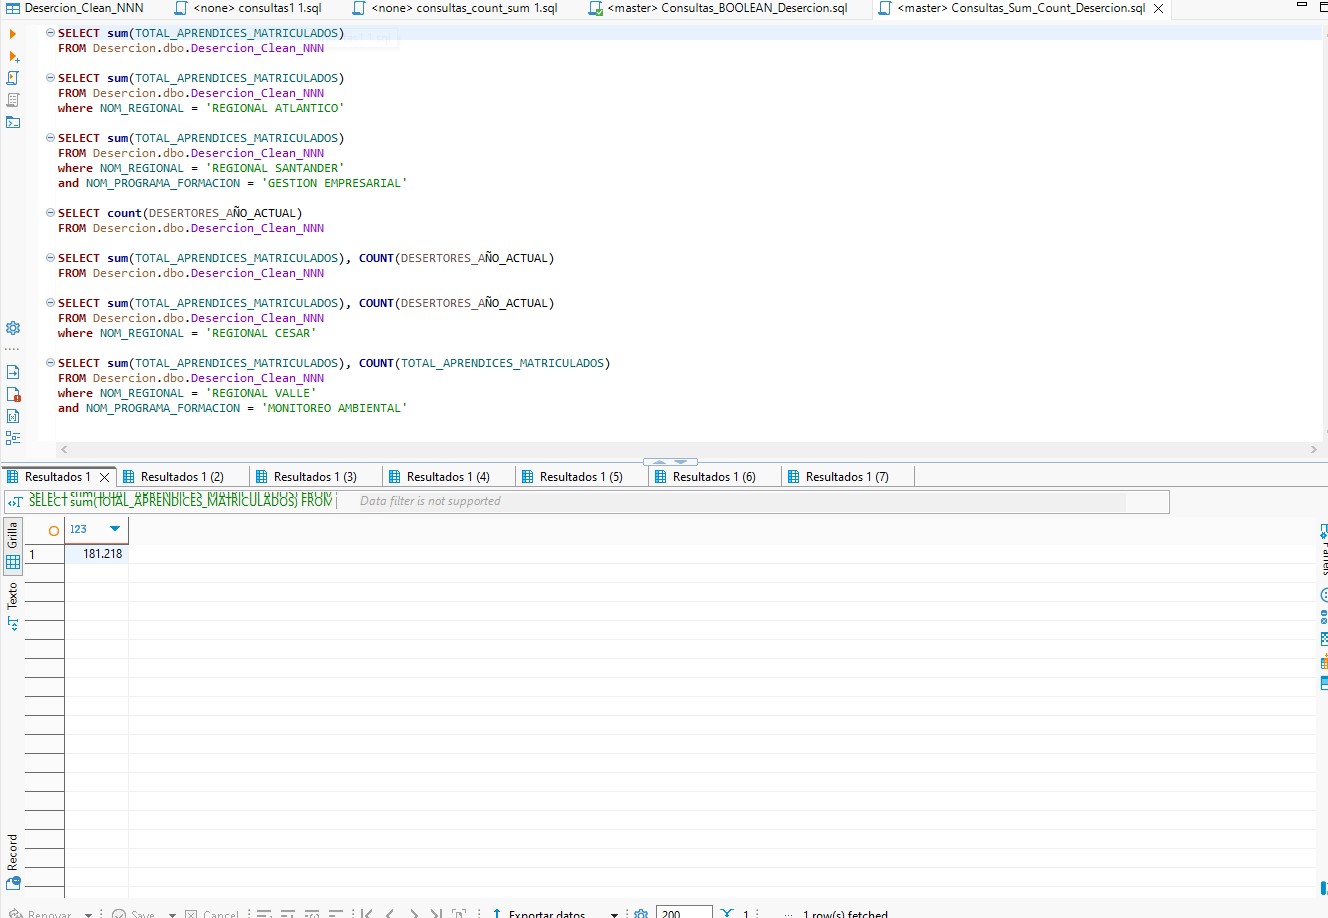 Desercion_Clean_NNN <none> consultas1 1.sql <none> consultas_count_sum 1.sql <master> Consultas_BOOLEAN_Desercion.sql <master> Consultas_Sum_Count_Desercion.sql
SELECT sum(TOTAL_APRENDICES_MATRICULADOS)
FROM Desercion.dbo.Desercion_Clean_NNN
SELECT sum(TOTAL_APRENDICES_MATRICULADOS)
FROM Desercion.dbo.Desercion_Clean_NNN
where NOM_REGIONAL = 'REGIONAL ATLANTICO'
SELECT sum(TOTAL_APRENDICES_MATRICULADOS)
FROM Desercion.dbo.Desercion_Clean_NNN
where NOM_REGIONAL = 'REGIONAL SANTANDER'
and NOM_PROGRAMA_FORMACION = 'GESTION EMPRESARIAL'
SELECT count(DESERTORES_AÑO_ACTUAL)
FROM Desercion.dbo.Desercion_Clean_NNN
SELECT sum(TOTAL_APRENDICES_MATRICULADOS), COUNT(DESERTORES_AÑO_ACTUAL)
FROM Desercion.dbo.Desercion_Clean_NNN
SELECT sum(TOTAL_APRENDICES_MATRICULADOS), COUNT(DESERTORES_AÑO_ACTUAL)
FROM Desercion.dbo.Desercion_Clean_NNN
where NOM_REGIONAL = 'REGIONAL CESAR'
SELECT sum(TOTAL_APRENDICES_MATRICULADOS), COUNT(TOTAL_APRENDICES_MATRICULADOS)
FROM Desercion.dbo.Desercion_Clean_NNN
where NOM_REGIONAL = 'REGIONAL VALLE'
and NOM_PROGRAMA_FORMACION = 'MONITOREO AMBIENTAL'
Resultados 1 Resultados 1 (2) Resultados 1 (3) Resultados 1 (4) Resultados 1 (5) Resultados 1 (6) Resultados 1 (7)
SELECT sum(TOTAL_APRENDICES_MATRICULADOS) FROM Data filter is not supported
Grilla
123
1 181.218
Texto
Record
Renovar Save Cancel Exportar datos 200 1 ... 1 row(s) fetched